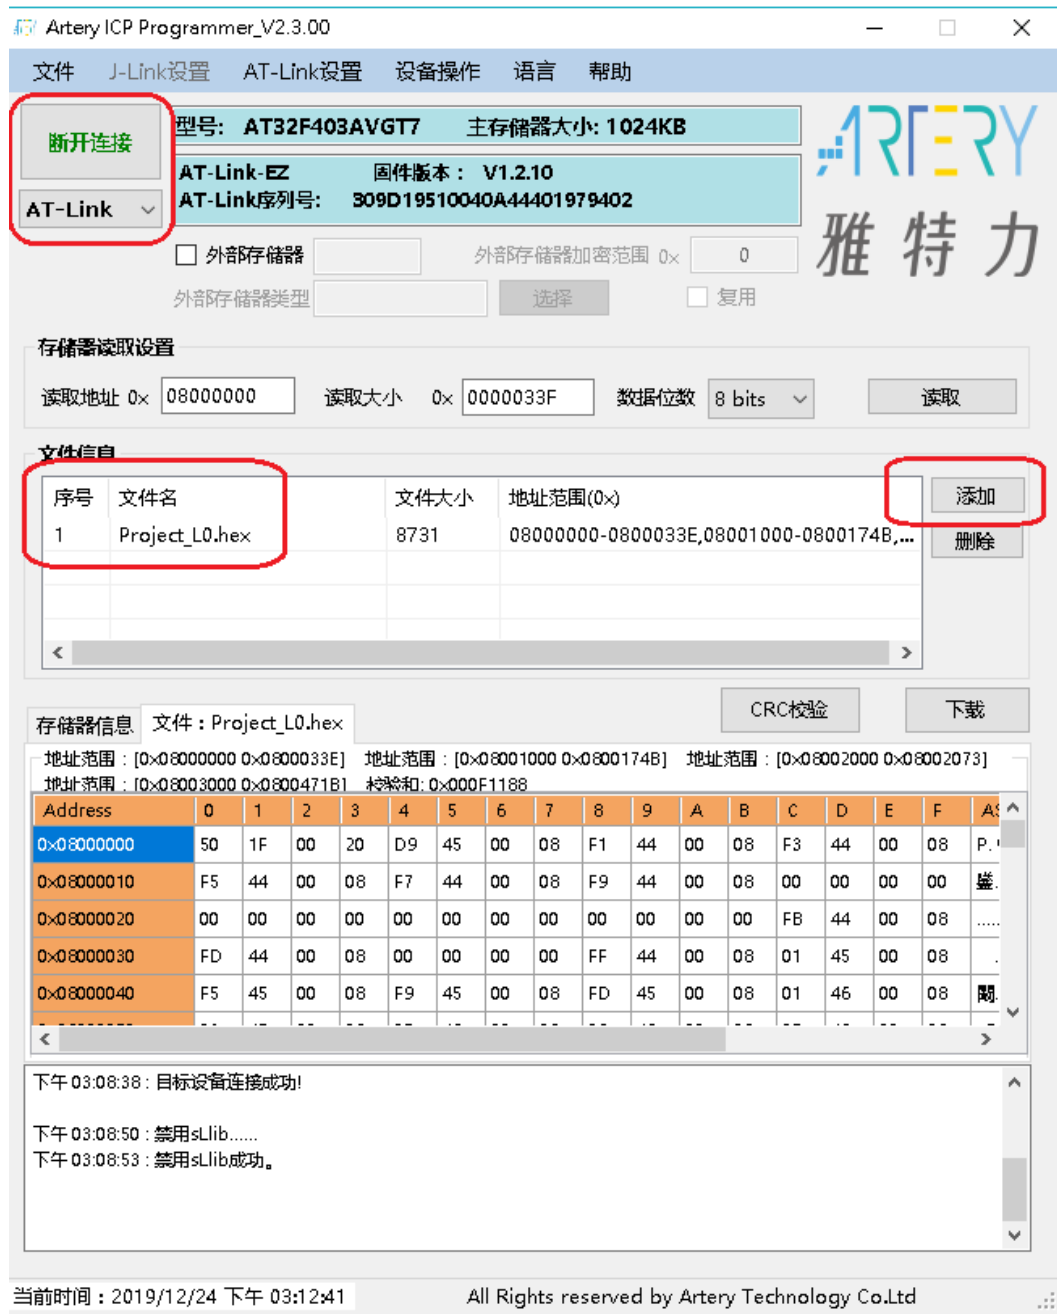 Artery ICP Programmer_V2.3.00
文件 J-Link设置 AT-Link设置 设备操作 语言 帮助
断开连接
型号: AT32F403AVGT7 主存储器大小: 1024KB
AT-Link-EZ 固件版本： V1.2.10
AT-Link序列号: 309D19510040A44401979402
AT-Link
ARTERY
雅特力
外部存储器 外部存储器加密范围 0x 0
外部存储器类型 选择 复用
存储器读取设置
读取地址 0x 08000000 读取大小 0x 0000033F 数据位数 8 bits 读取
文件信息
序号 文件名 文件大小 地址范围(0x) 添加
1 Project_L0.hex 8731 08000000-0800033E,08001000-0800174B,... 删除
CRC校验 下载
存储器信息 文件：Project_L0.hex
地址范围：[0x08000000 0x0800033E] 地址范围：[0x08001000 0x0800174B] 地址范围：[0x08002000 0x08002073]
地址范围：[0x08003000 0x0800471B] 校验和: 0x000F1188
Address 0 1 2 3 4 5 6 7 8 9 A B C D E F
0x08000000 50 1F 00 20 D9 45 00 08 F1 44 00 08 F3 44 00 08 P.
0x08000010 F5 44 00 08 F7 44 00 08 F9 44 00 08 00 00 00 00
0x08000020 00 00 00 00 00 00 00 00 00 00 00 00 FB 44 00 08 .....
0x08000030 FD 44 00 08 00 00 00 00 FF 44 00 08 01 45 00 08 .
0x08000040 F5 45 00 08 F9 45 00 08 FD 45 00 08 01 46 00 08
下午 03:08:38 : 目标设备连接成功!
下午 03:08:50 : 禁用sLlib......
下午 03:08:53 : 禁用sLlib成功。
当前时间：2019/12/24 下午 03:12:41 All Rights reserved by Artery Technology Co.Ltd